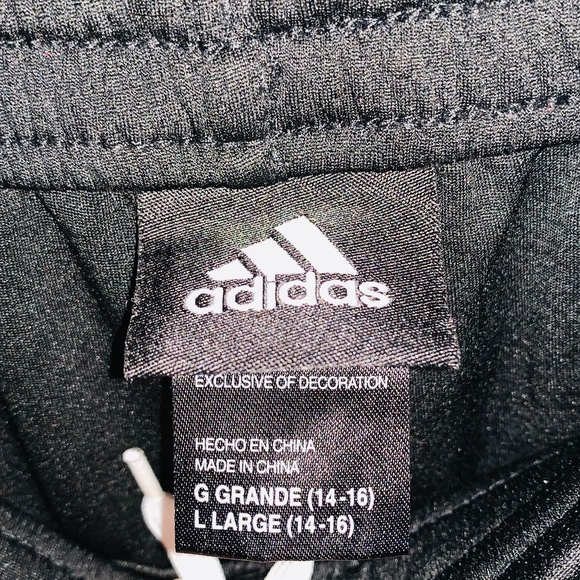 adidas
EXCLUSIVE OF DECORATION
HECHO EN CHINA
MADE IN CHINA
G GRANDE (14-16)
L LARGE (14-16)